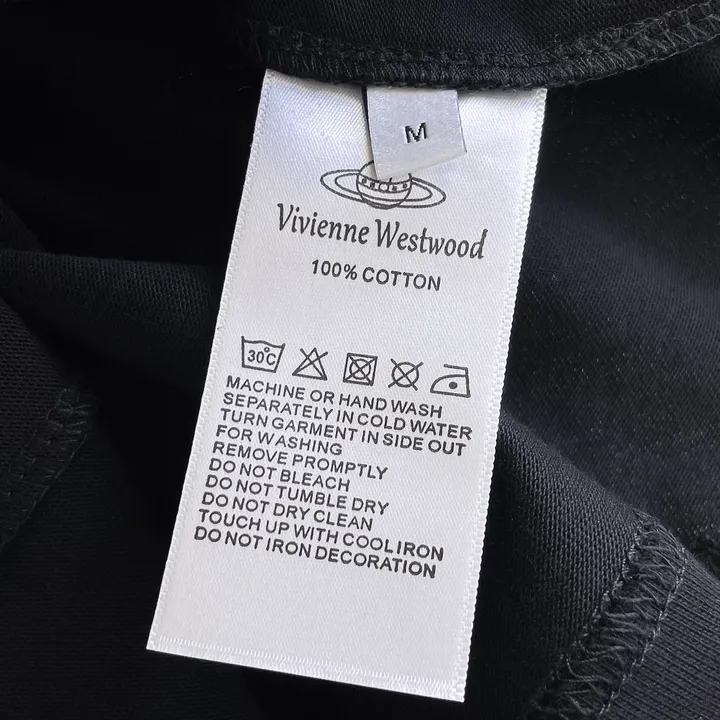 M
Vivienne Westwood
100% COTTON
30°C
MACHINE OR HAND WASH
SEPARATELY IN COLD WATER
TURN GARMENT IN SIDE OUT
FOR WASHING
REMOVE PROMPTLY
DO NOT BLEACH
DO NOT TUMBLE DRY
DO NOT DRY CLEAN
TOUCH UP WITH COOLIRON
DO NOT IRON DECORATION